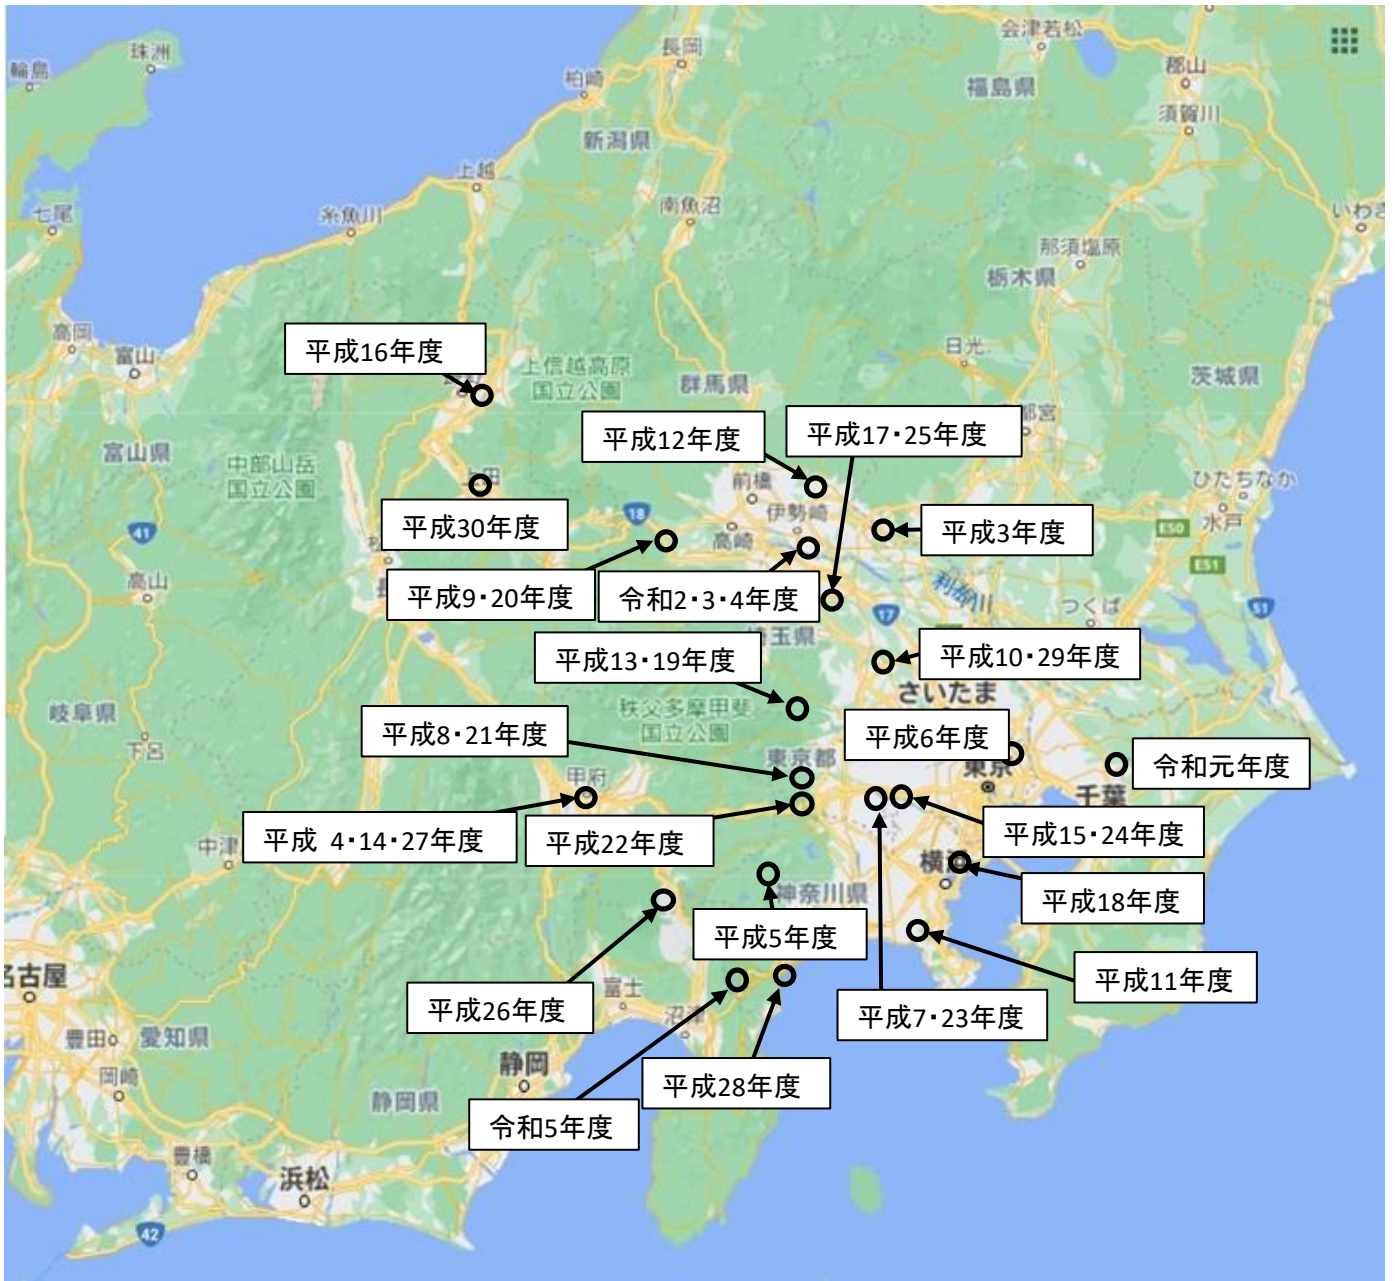 珠洲
輪島
長岡
会津若松
柏崎
郡山
福島県
須賀川
新潟県
上越
七尾
糸魚川
南魚沼
いわき
那須塩原
栃木県
高岡
富山
平成16年度
上信越高原
国立公園
群馬県
日光
茨城県
都宮
平成12年度
平成17・25年度
富山県
中部山岳
国立公園
上田
前橋
ひたちなか
伊勢崎
18
平成30年度
高崎
平成3年度
E50
水戸
41
E51
高山
平成9・20年度
令和2・3・4年度
利根川
17
つくば
51
埼玉県
平成13・19年度
平成10・29年度
さいたま
岐阜県
秩父多摩甲斐
国立公園
平成8・21年度
平成6年度
下呂
東京都
東京
令和元年度
甲府
千葉
平成 4・14・27年度
平成22年度
平成15・24年度
中津
横浜
神奈川県
平成18年度
平成5年度
名古屋
平成11年度
平成26年度
富士
平成7・23年度
沼津
豊田
愛知県
静岡
平成28年度
岡崎
静岡県
令和5年度
豊橋
浜松
42